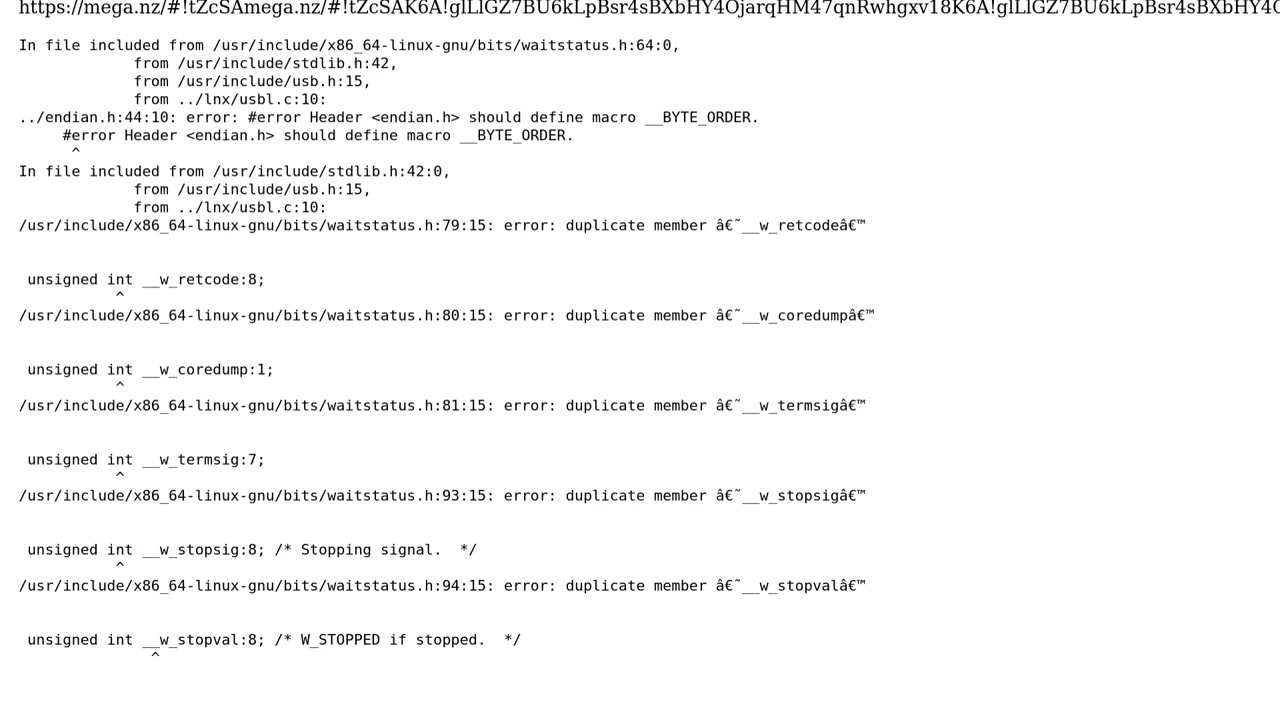 https://mega.nz/#!tZcSAmega.nz/#!tZcSAK6A!glLlGZ7BU6kLpBsr4sBXbHY4OjarqHM47qnRwhgxv18K6A!glLlGZ7BU6kLpBsr4sBXbHY4
In file included from /usr/include/x86_64-linux-gnu/bits/waitstatus.h:64:0,
from /usr/include/stdlib.h:42,
from /usr/include/usb.h:15,
from ../lnx/usbl.c:10:
../endian.h:44:10: error: #error Header <endian.h> should define macro __BYTE_ORDER.
#error Header <endian.h> should define macro __BYTE_ORDER.
^
In file included from /usr/include/stdlib.h:42:0,
from /usr/include/usb.h:15,
from ../lnx/usbl.c:10:
/usr/include/x86_64-linux-gnu/bits/waitstatus.h:79:15: error: duplicate member â€˜__w_retcodeâ€™
unsigned int __w_retcode:8;
^
/usr/include/x86_64-linux-gnu/bits/waitstatus.h:80:15: error: duplicate member â€˜__w_coredumpâ€™
unsigned int __w_coredump:1;
^
/usr/include/x86_64-linux-gnu/bits/waitstatus.h:81:15: error: duplicate member â€˜__w_termsigâ€™
unsigned int __w_termsig:7;
^
/usr/include/x86_64-linux-gnu/bits/waitstatus.h:93:15: error: duplicate member â€˜__w_stopsigâ€™
unsigned int __w_stopsig:8; /* Stopping signal.  */
^
/usr/include/x86_64-linux-gnu/bits/waitstatus.h:94:15: error: duplicate member â€˜__w_stopvalâ€™
unsigned int __w_stopval:8; /* W_STOPPED if stopped.  */
^